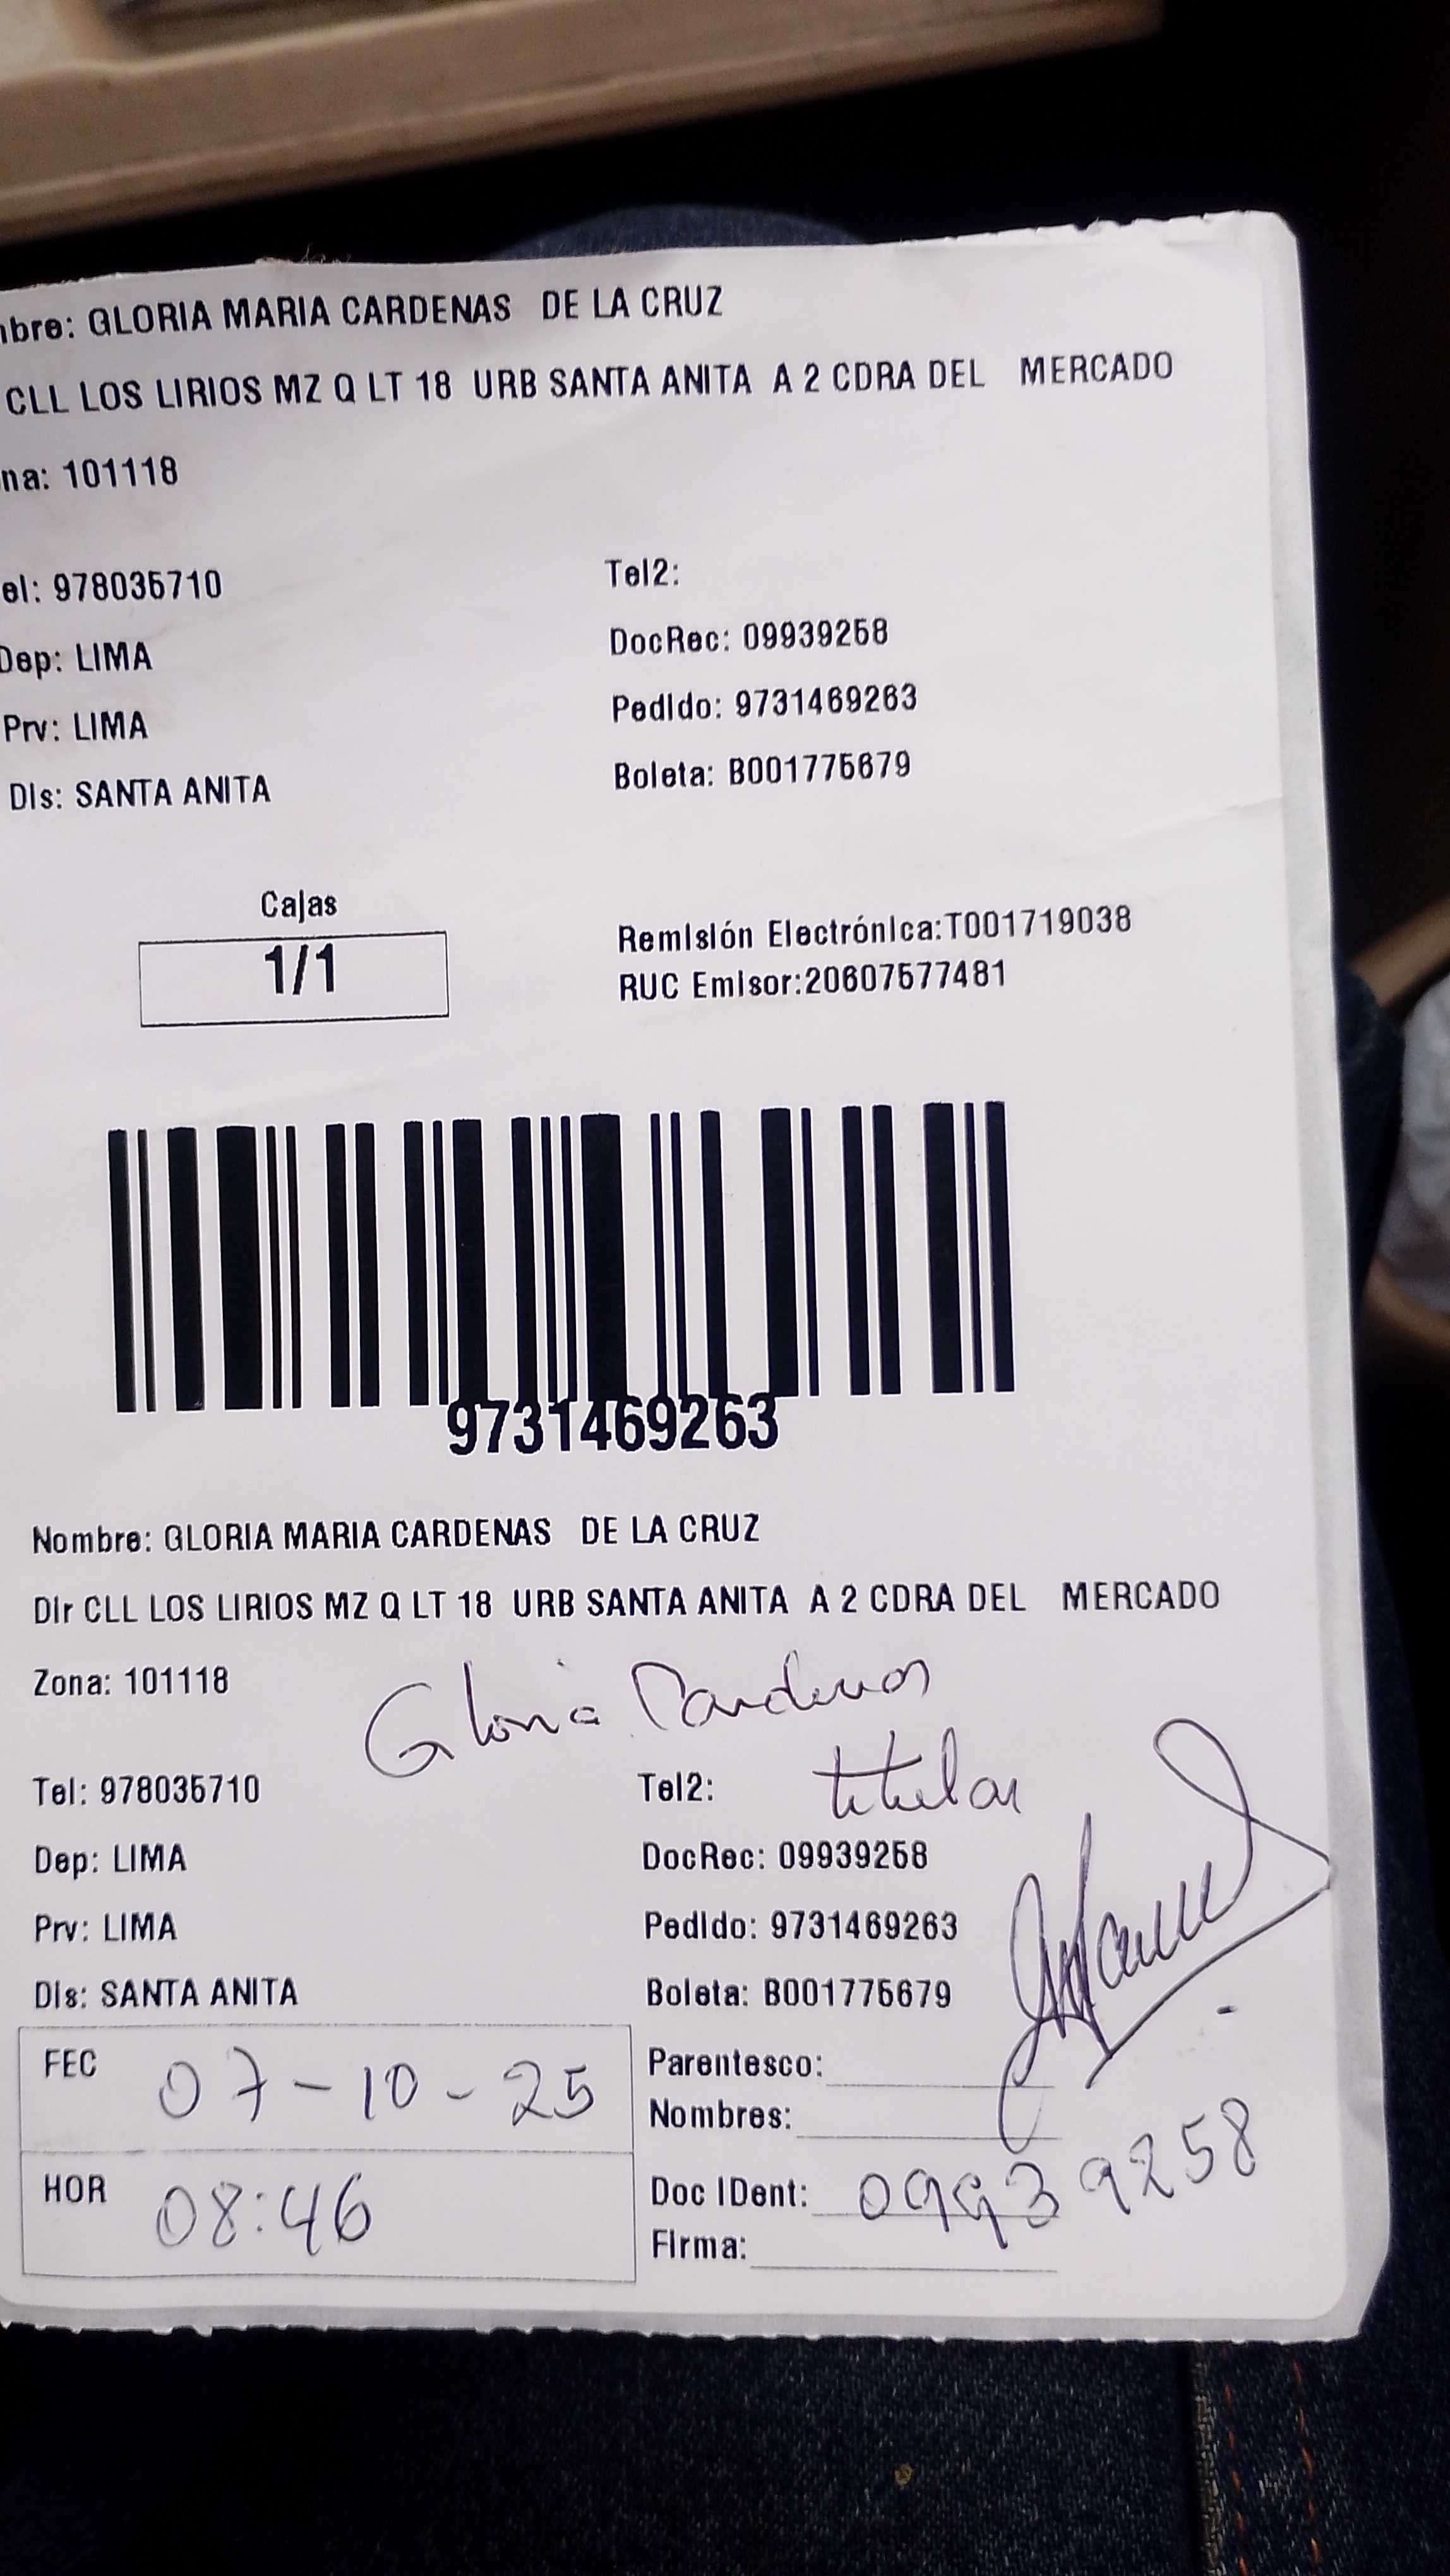 nbre: GLORIA MARIA CARDENAS DE LA CRUZ
CLL LOS LIRIOS MZ Q LT 18 URB SANTA ANITA A 2 CDRA DEL MERCADO
na: 101118
el: 978035710
Tel2:
Dep: LIMA
DocRec: 09939258
Prv: LIMA
Pedido: 9731469263
Dis: SANTA ANITA
Boleta: B001775679
Cajas
1/1
Remisión Electrónica:T001719038
RUC Emisor:20607577481
9731469263
Nombre: GLORIA MARIA CARDENAS DE LA CRUZ
Dir CLL LOS LIRIOS MZ Q LT 18 URB SANTA ANITA A 2 CDRA DEL MERCADO
Zona: 101118
Gloria Cardenas
Tel: 978035710
Tel2:
titular
Dep: LIMA
DocRec: 09939258
Prv: LIMA
Pedido: 9731469263
Dis: SANTA ANITA
Boleta: B001775679
FEC 07-10-25
Parentesco:
Nombres:
HOR 08:46
Doc IDent: 09939258
Firma: